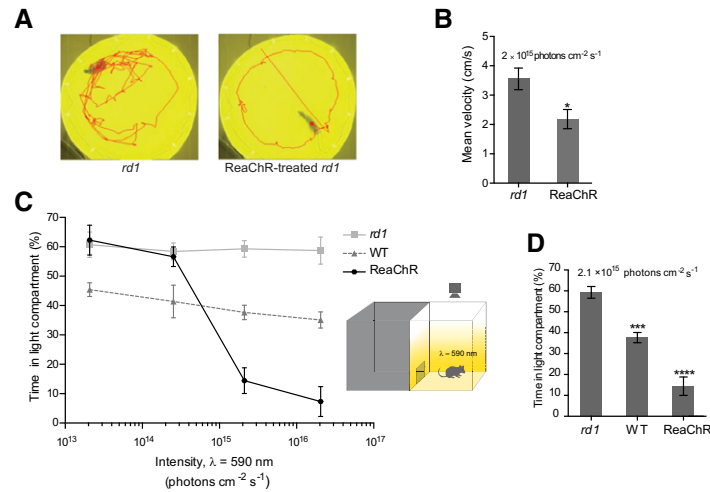 A
rd1
ReaChR-treated rd1
B
Mean velocity (cm/s)
5
4
3
2
1
0
2 × 10¹⁵ photons cm⁻² s⁻¹
*
rd1 ReaChR
C
Time in light compartment (%)
70
60
50
40
30
20
10
0
10¹³ 10¹⁴ 10¹⁵ 10¹⁶ 10¹⁷
Intensity, λ = 590 nm
(photons cm⁻² s⁻¹)
rd1
WT
ReaChR
λ = 590 nm
D
Time in light compartment (%)
70
60
50
40
30
20
10
0
2.1 ×10¹⁵ photons cm⁻² s⁻¹
***
****
rd1 WT ReaChR